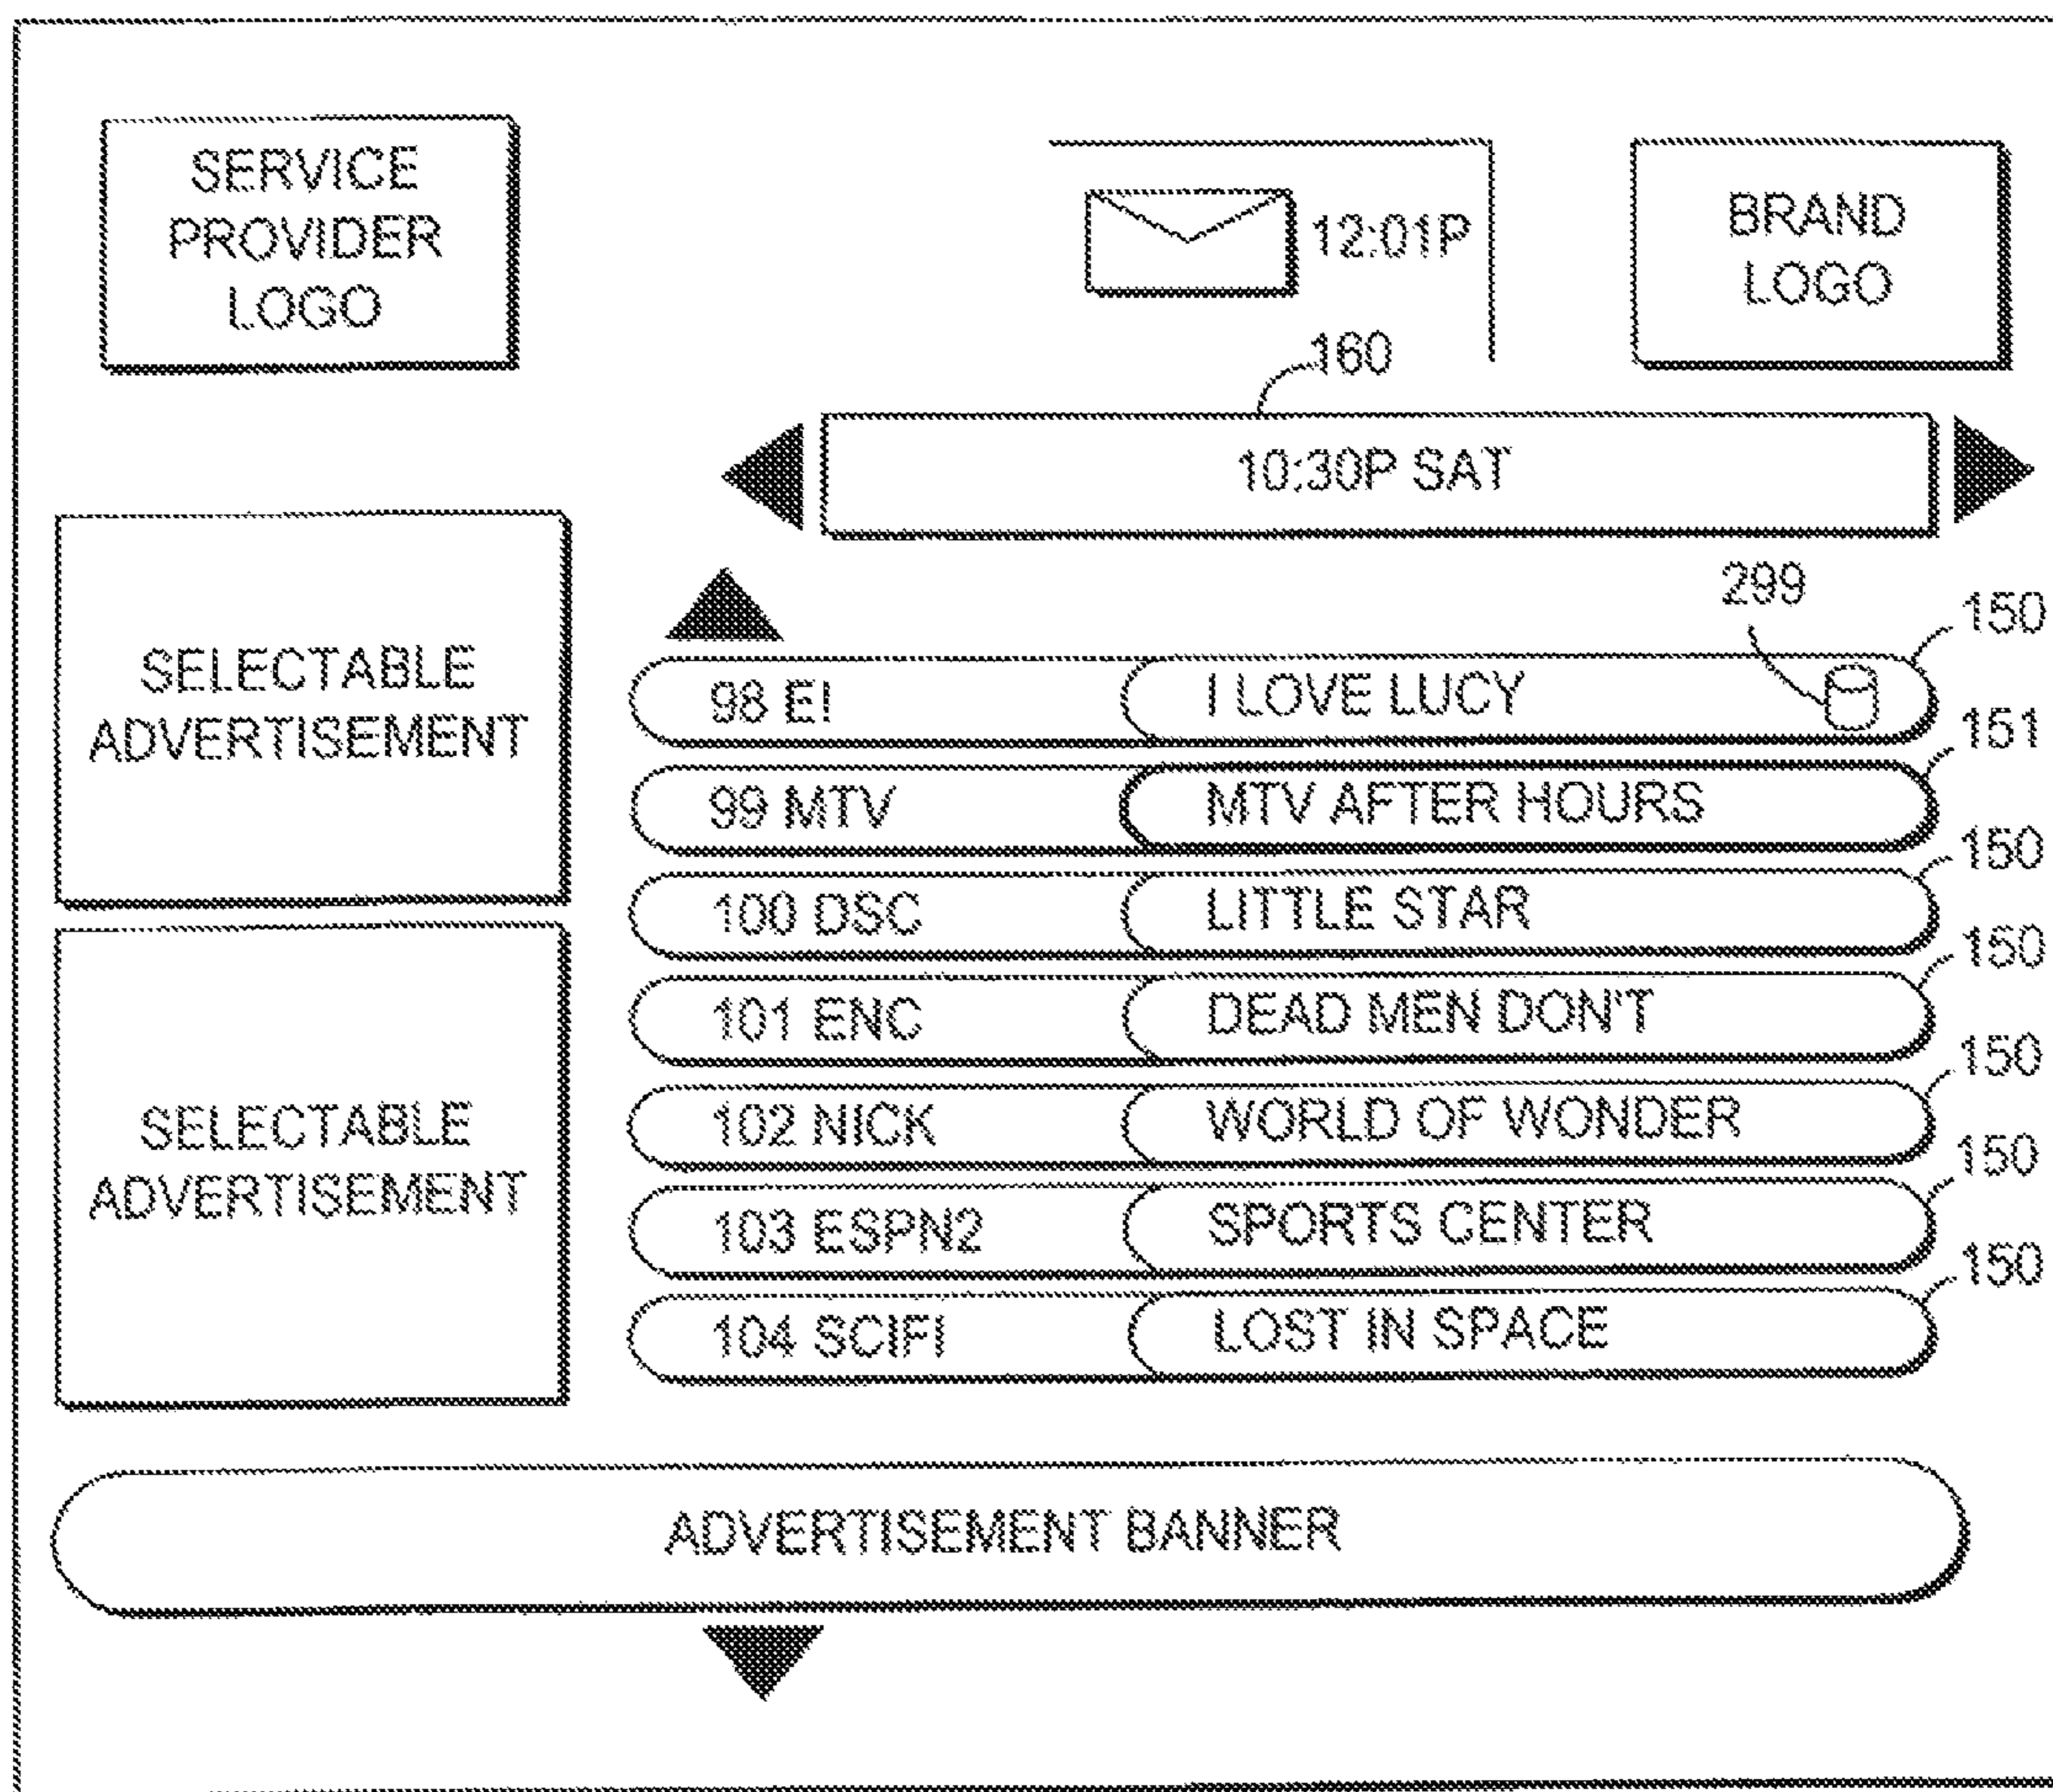 SERVICE
PROVIDER
LOGO
12:01P
BRAND
LOGO
160
10:30P SAT
299
150
SELECTABLE
ADVERTISEMENT
98 E! I LOVE LUCY
151
99 MTV MTV AFTER HOURS
150
100 DSC LITTLE STAR
150
101 ENC DEAD MEN DON'T
150
SELECTABLE
ADVERTISEMENT
102 NICK WORLD OF WONDER
150
103 ESPN2 SPORTS CENTER
150
104 SCIFI LOST IN SPACE
ADVERTISEMENT BANNER